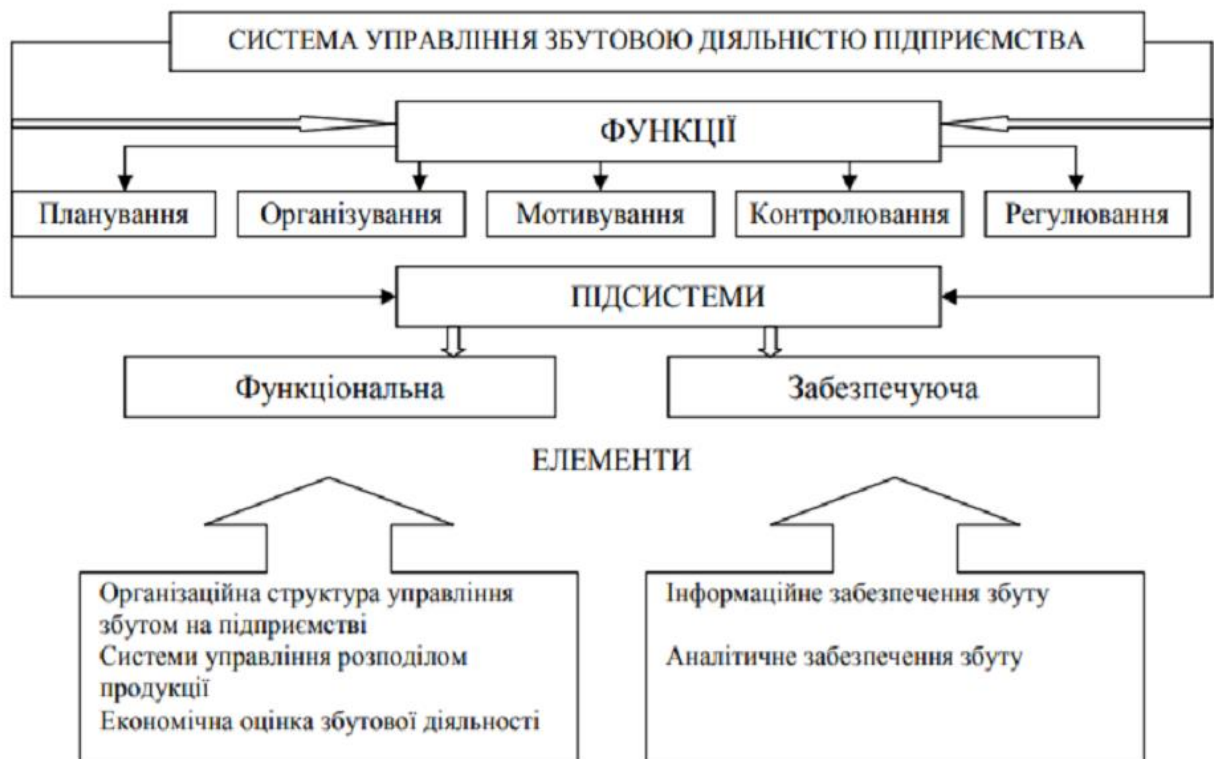 СИСТЕМА УПРАВЛІННЯ ЗБУТОВОЮ ДІЯЛЬНІСТЮ ПІДПРИЄМСТВА
ФУНКЦІЇ
Планування
Організування
Мотивування
Контролювання
Регулювання
ПІДСИСТЕМИ
Функціональна
Забезпечуюча
ЕЛЕМЕНТИ
Організаційна структура управління
збутом на підприємстві
Системи управління розподілом
продукції
Економічна оцінка збутової діяльності
Інформаційне забезпечення збуту
Аналітичне забезпечення збуту